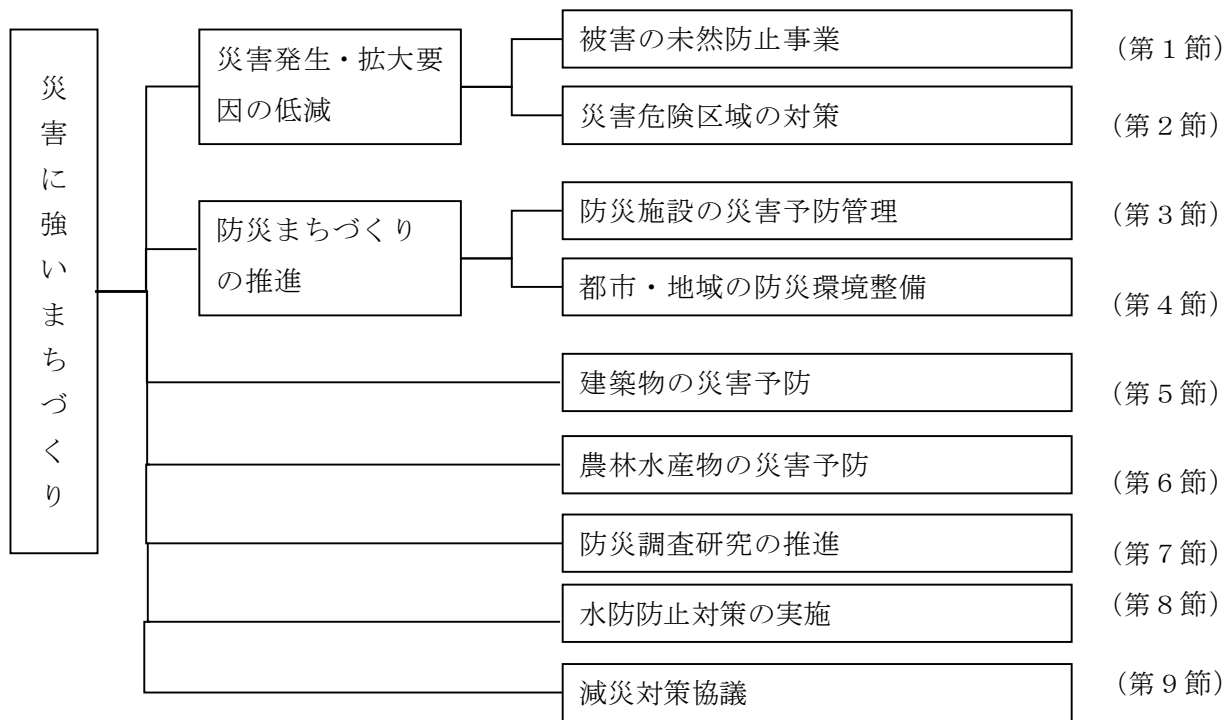 災害に強いまちづくり
災害発生・拡大要
因の低減
被害の未然防止事業
(第1節)
災害危険区域の対策
(第2節)
防災まちづくり
の推進
防災施設の災害予防管理
(第3節)
都市・地域の防災環境整備
(第4節)
建築物の災害予防
(第5節)
農林水産物の災害予防
(第6節)
防災調査研究の推進
(第7節)
水防防止対策の実施
(第8節)
減災対策協議
(第9節)